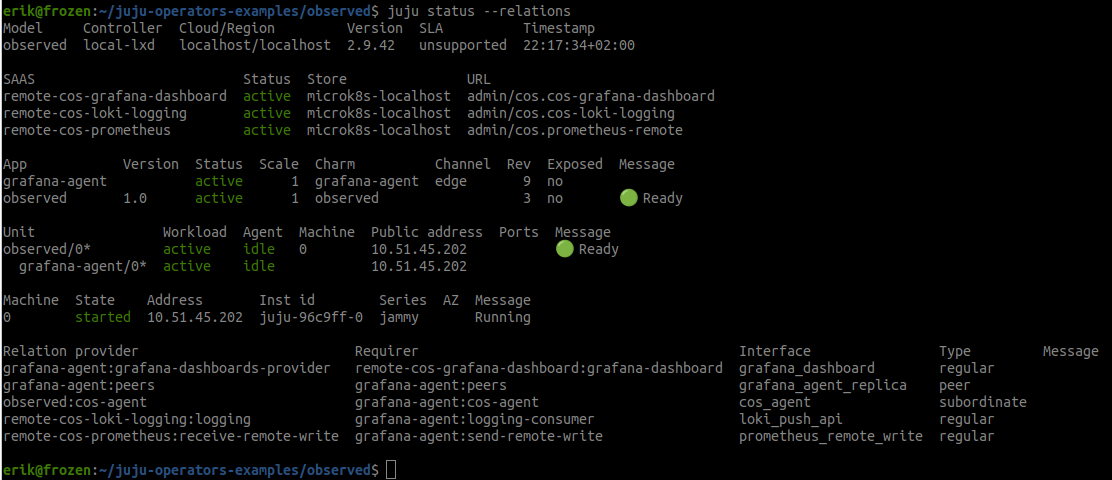 erik@frozen:~/juju-operators-examples/observed$ juju status --relations
Model     Controller  Cloud/Region         Version  SLA          Timestamp
observed  local-lxd   localhost/localhost  2.9.42   unsupported  22:17:34+02:00
SAAS                          Status  Store               URL
remote-cos-grafana-dashboard  active  microk8s-localhost  admin/cos.cos-grafana-dashboard
remote-cos-loki-logging       active  microk8s-localhost  admin/cos.cos-loki-logging
remote-cos-prometheus         active  microk8s-localhost  admin/cos.prometheus-remote
App            Version  Status  Scale  Charm          Channel  Rev  Exposed  Message
grafana-agent           active      1  grafana-agent  edge       9  no
observed       1.0      active      1  observed                  3  no       🟢 Ready
Unit                Workload  Agent  Machine  Public address  Ports  Message
observed/0*         active    idle   0        10.51.45.202           🟢 Ready
  grafana-agent/0*  active    idle            10.51.45.202
Machine  State    Address       Inst id        Series  AZ  Message
0        started  10.51.45.202  juju-96c9ff-0  jammy       Running
Relation provider                           Requirer                                        Interface                Type         Message
grafana-agent:grafana-dashboards-provider   remote-cos-grafana-dashboard:grafana-dashboard  grafana_dashboard        regular
grafana-agent:peers                         grafana-agent:peers                             grafana_agent_replica    peer
observed:cos-agent                          grafana-agent:cos-agent                         cos_agent                subordinate
remote-cos-loki-logging:logging             grafana-agent:logging-consumer                  loki_push_api            regular
remote-cos-prometheus:receive-remote-write  grafana-agent:send-remote-write                 prometheus_remote_write  regular
erik@frozen:~/juju-operators-examples/observed$